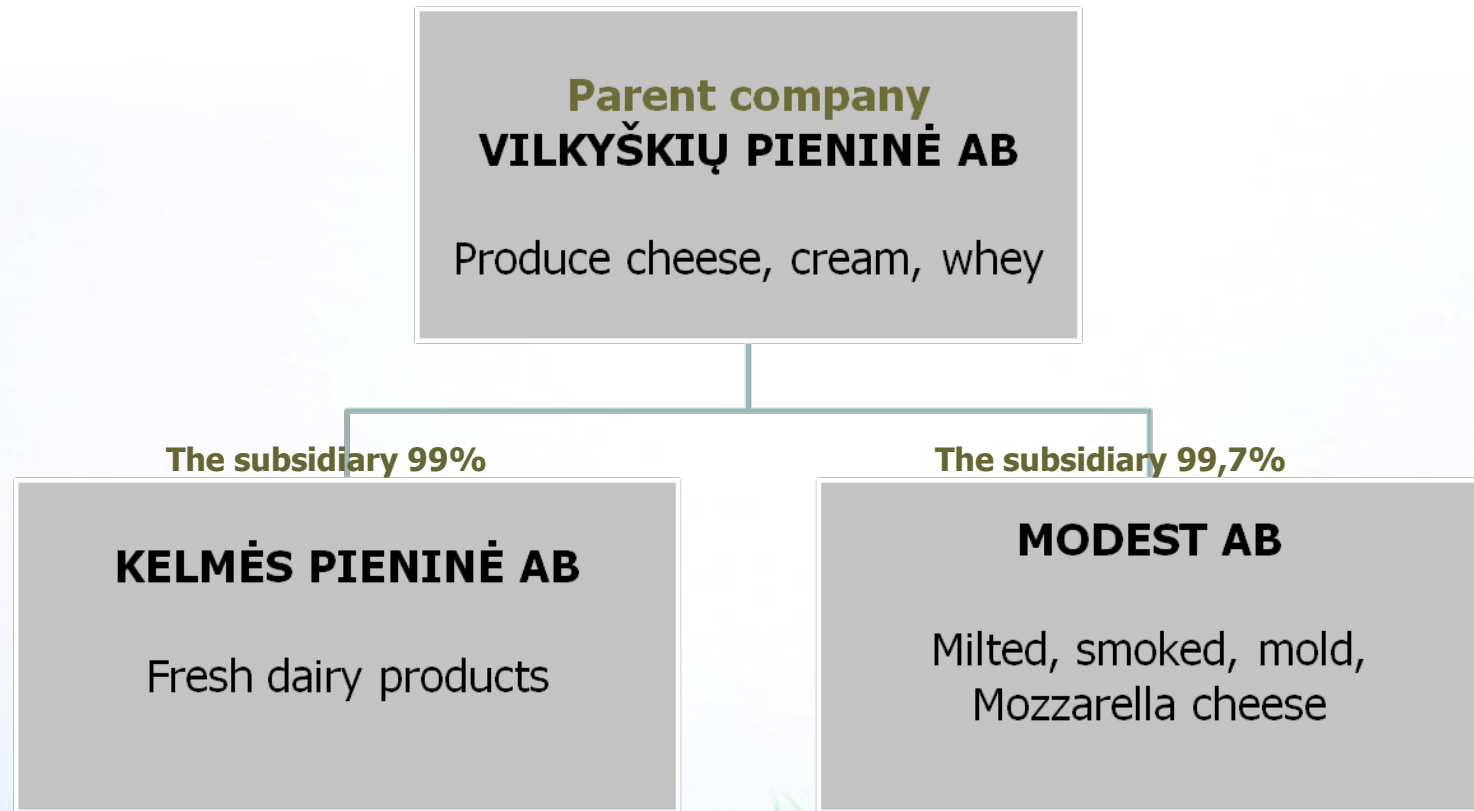 Parent company
VILKYŠKIŲ PIENINĖ AB
Produce cheese, cream, whey
The subsidiary 99%
KELMĖS PIENINĖ AB
Fresh dairy products
The subsidiary 99,7%
MODEST AB
Milted, smoked, mold,
Mozzarella cheese